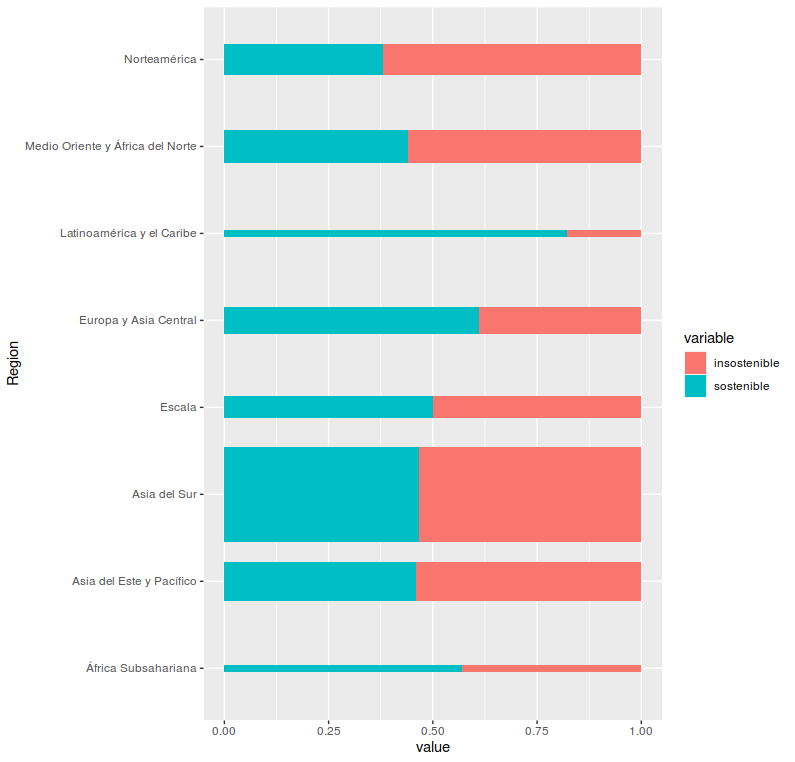 Norteamérica
Medio Oriente y África del Norte
Latinoamérica y el Caribe
Europa y Asia Central
Escala
Asia del Sur
Asia del Este y Pacífico
África Subsahariana
Region
0.00 0.25 0.50 0.75 1.00
value
variable
insostenible
sostenible